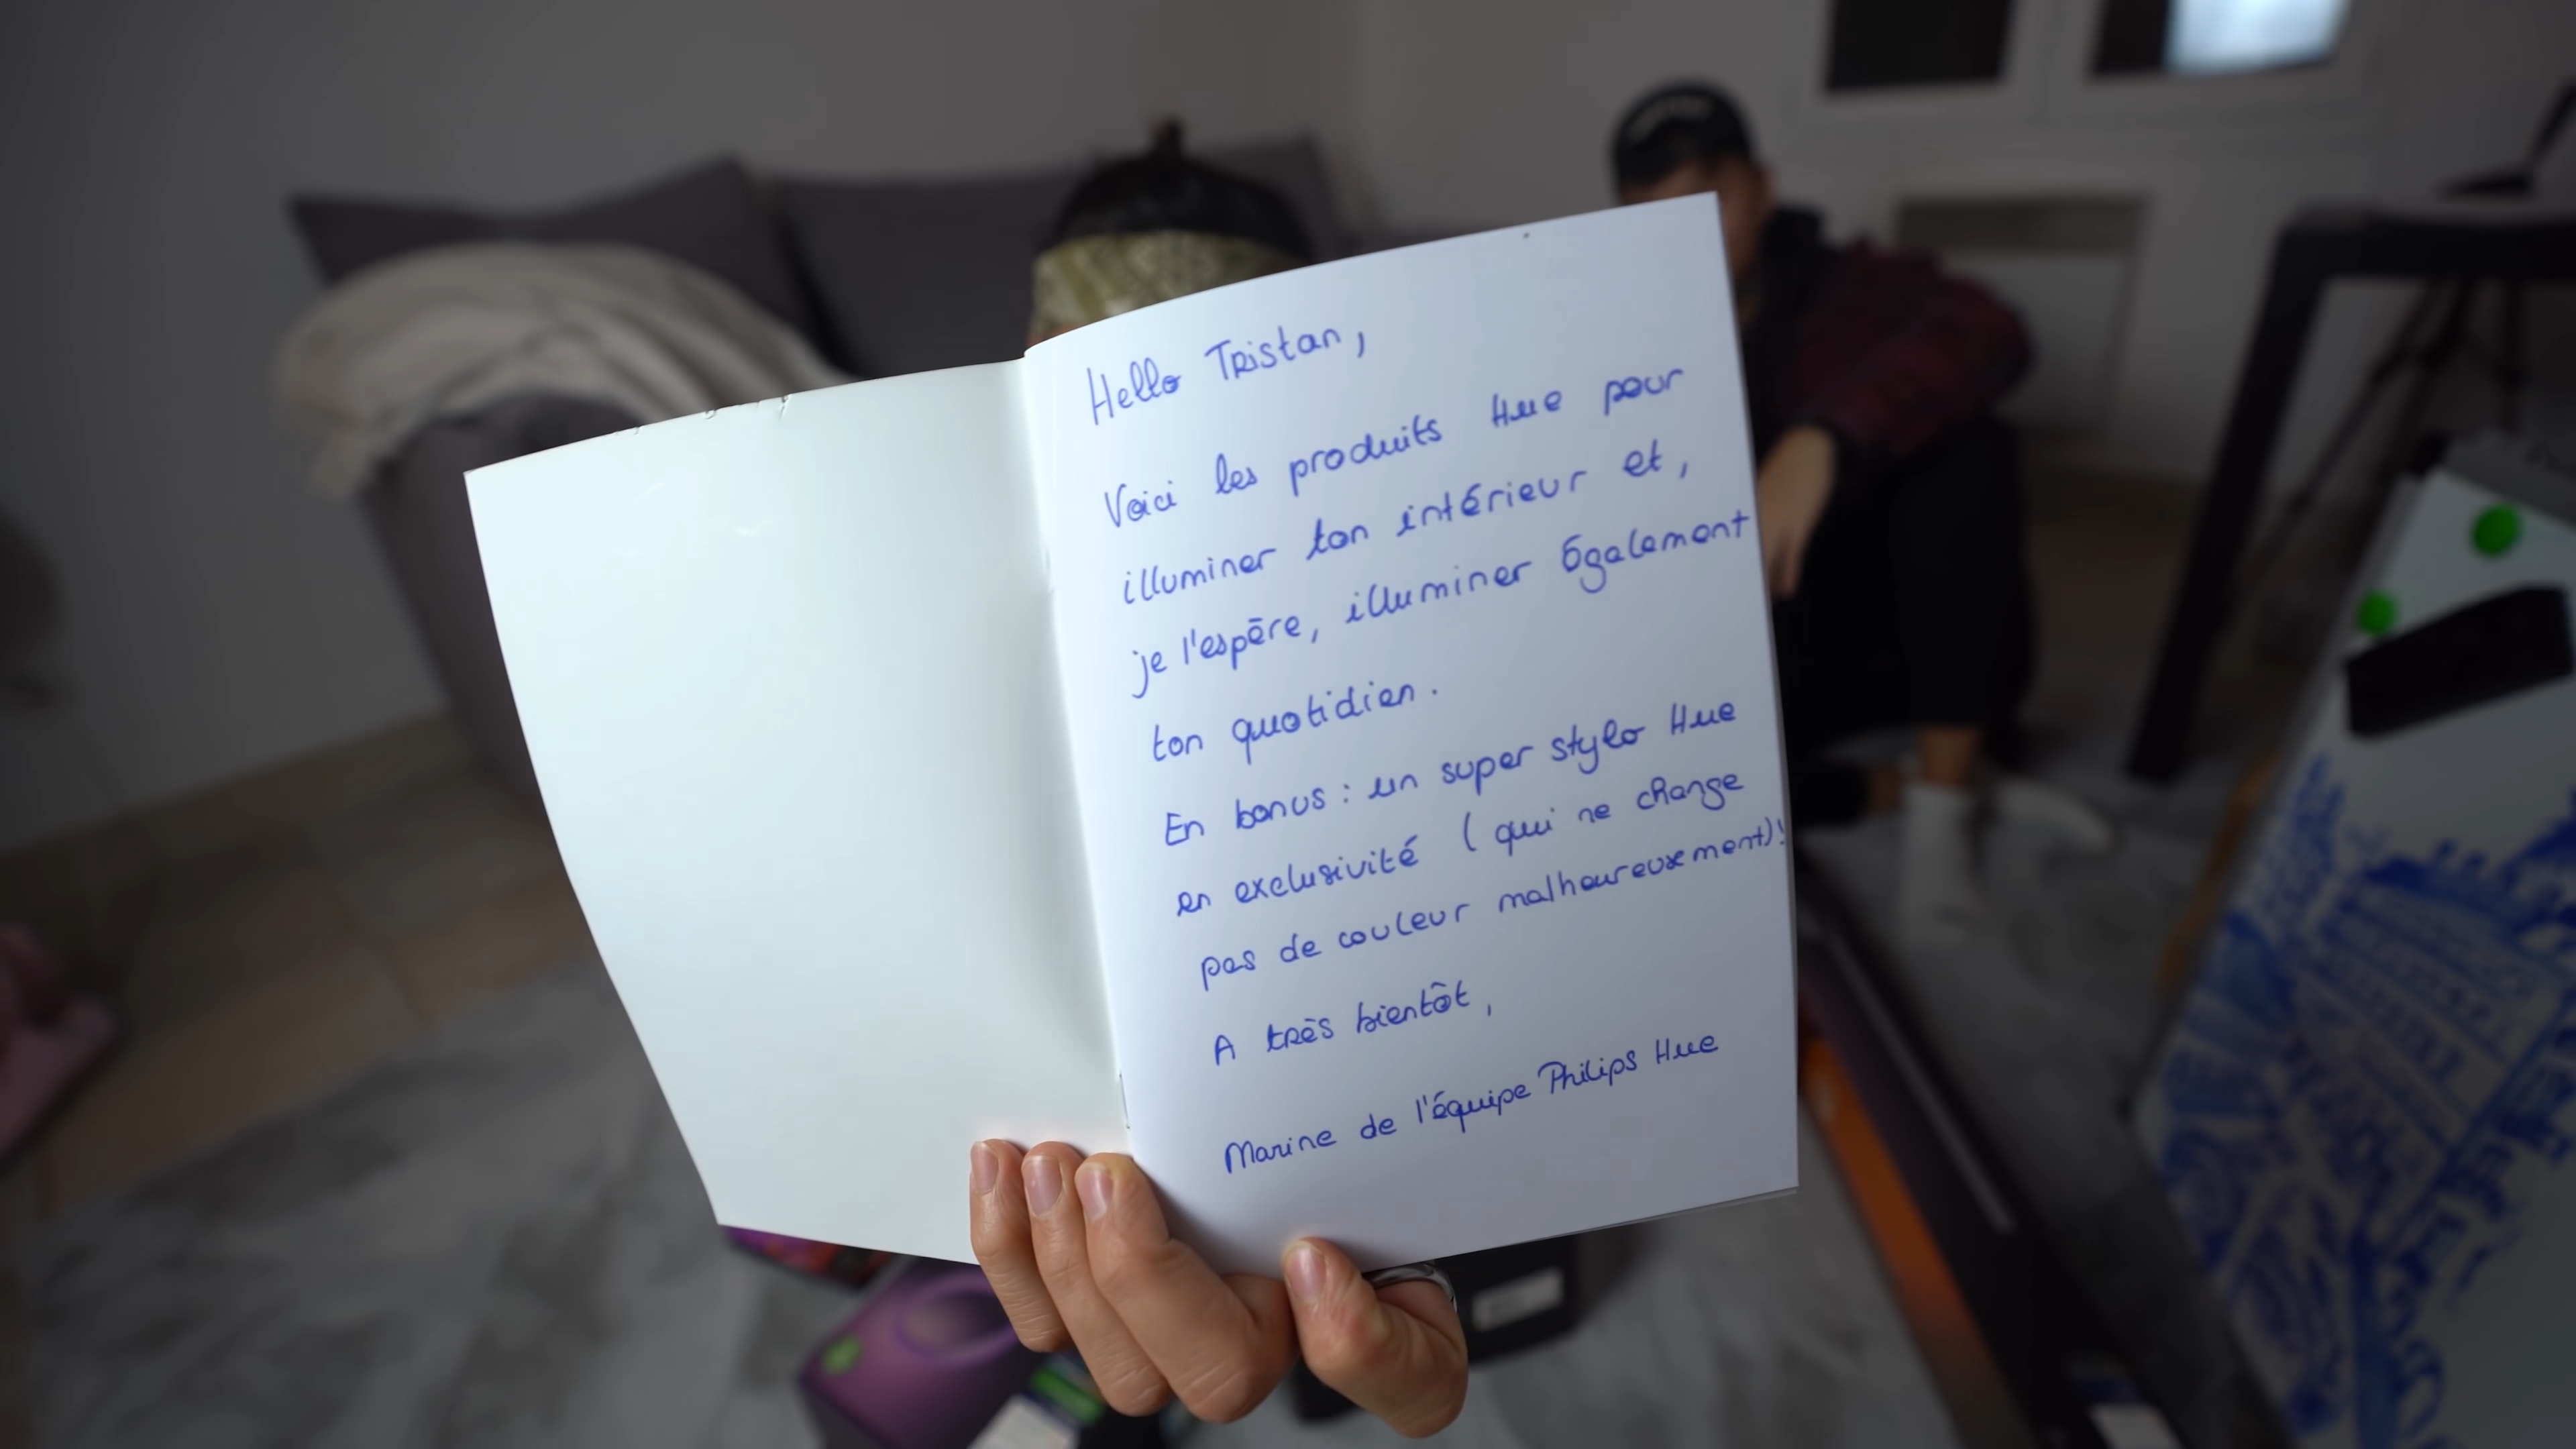 Hello Tristan,
Voici les produits Hue pour
illuminer ton intérieur et,
je l'espère, illuminer également
ton quotidien.
En bonus : un super stylo Hue
en exclusivité ( qui ne change
pas de couleur malheureusement)!
A très bientôt,
Marine de l'équipe Philips Hue